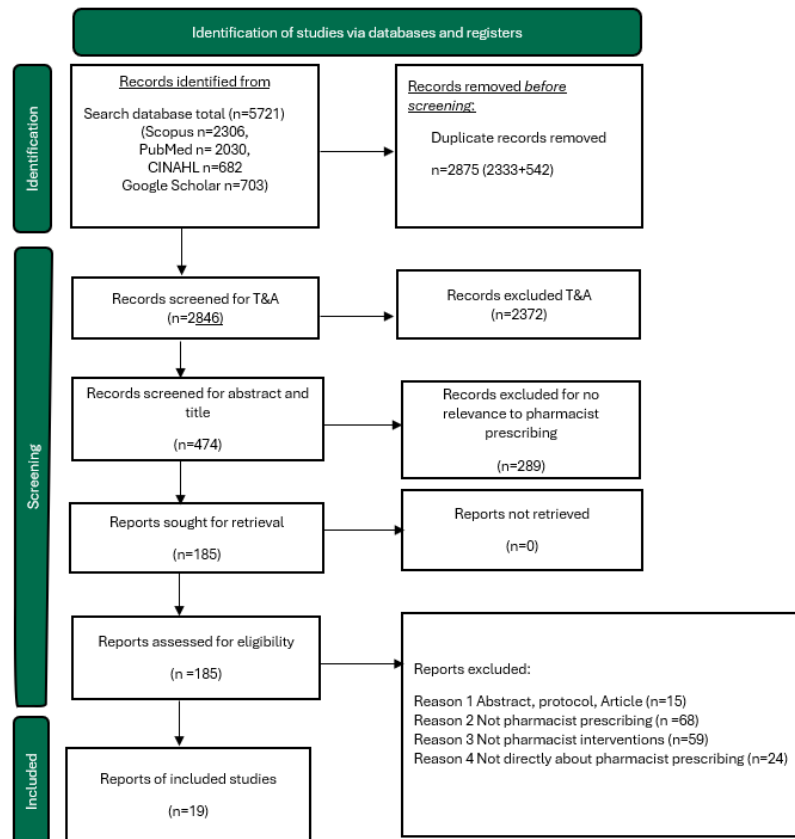 Identification of studies via databases and registers
Identification
Records identified from
Search database total (n=5721)
(Scopus n=2306,
PubMed n= 2030,
CINAHL n=682
Google Scholar n=703)
Records removed before
screening:
Duplicate records removed
n=2875 (2333+542)
Screening
Records screened for T&A
(n=2846)
Records excluded T&A
(n=2372)
Records screened for abstract and
title
(n=474)
Records excluded for no
relevance to pharmacist
prescribing
(n=289)
Reports sought for retrieval
(n=185)
Reports not retrieved
(n=0)
Reports assessed for eligibility
(n =185)
Reports excluded:
Reason 1 Abstract, protocol, Article (n=15)
Reason 2 Not pharmacist prescribing (n =68)
Reason 3 Not pharmacist interventions (n=59)
Reason 4 Not directly about pharmacist prescribing (n=24)
Included
Reports of included studies
(n=19)